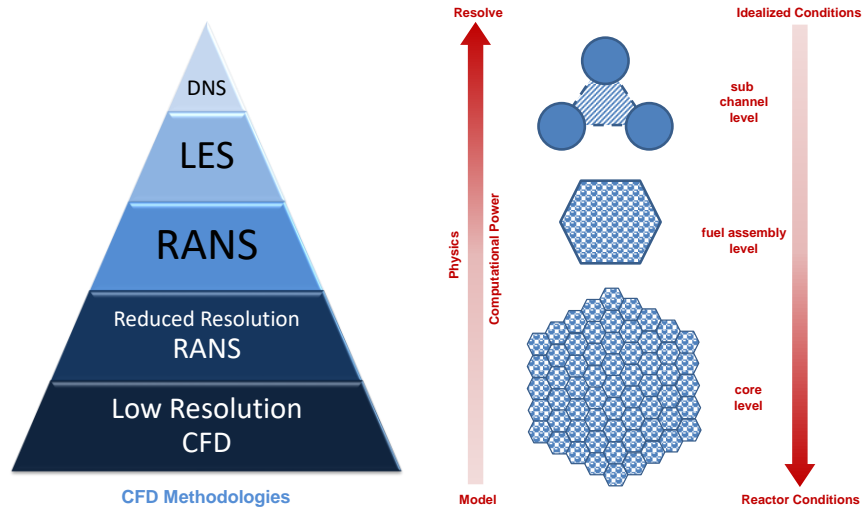 DNS
LES
RANS
Reduced Resolution
RANS
Low Resolution
CFD
CFD Methodologies
Resolve
Physics
Computational Power
Model
sub
channel
level
fuel assembly
level
core
level
Idealized Conditions
Reactor Conditions